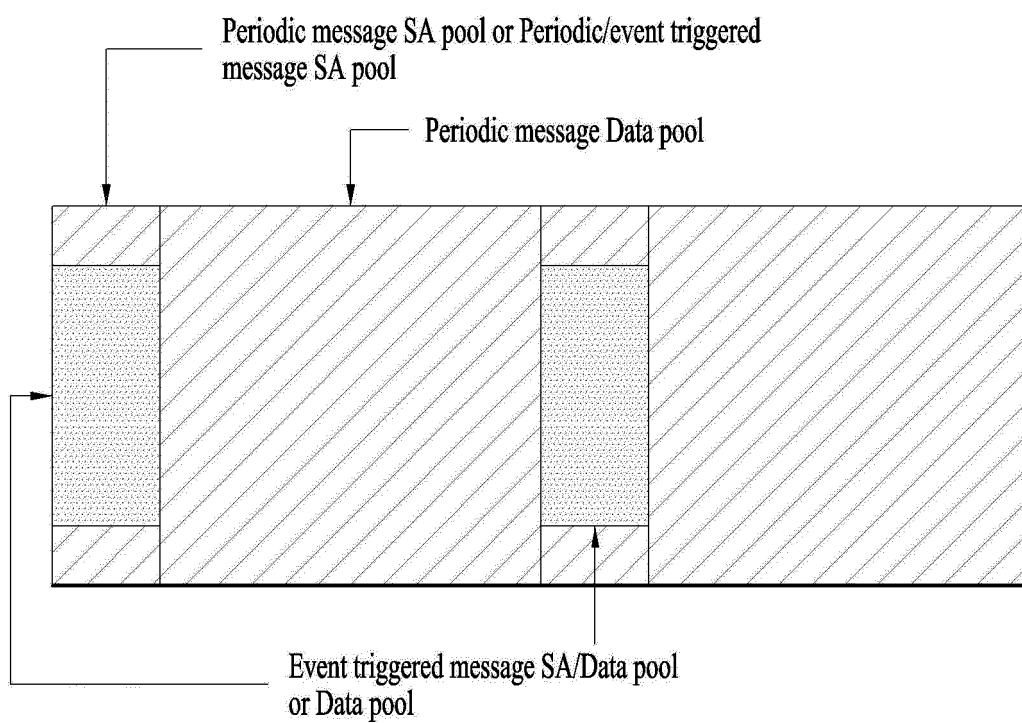 Periodic message SA pool or Periodic/event triggered
message SA pool
Periodic message Data pool
Event triggered message SA/Data pool
or Data pool